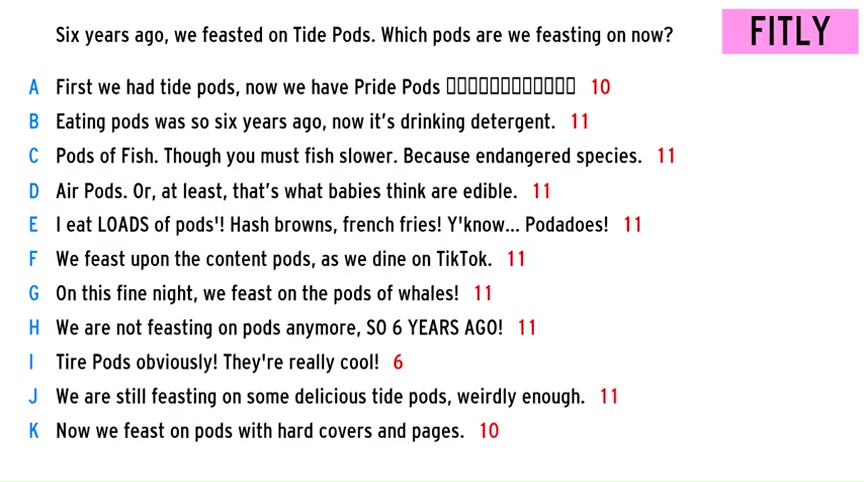 Six years ago, we feasted on Tide Pods. Which pods are we feasting on now?
FITLY
A First we had tide pods, now we have Pride Pods ▯▯▯▯▯▯▯▯▯▯▯▯ 10
B Eating pods was so six years ago, now it's drinking detergent. 11
C Pods of Fish. Though you must fish slower. Because endangered species. 11
D Air Pods. Or, at least, that's what babies think are edible. 11
E I eat LOADS of pods'! Hash browns, french fries! Y'know... Podadoes! 11
F We feast upon the content pods, as we dine on TikTok. 11
G On this fine night, we feast on the pods of whales! 11
H We are not feasting on pods anymore, SO 6 YEARS AGO! 11
I Tire Pods obviously! They're really cool! 6
J We are still feasting on some delicious tide pods, weirdly enough. 11
K Now we feast on pods with hard covers and pages. 10